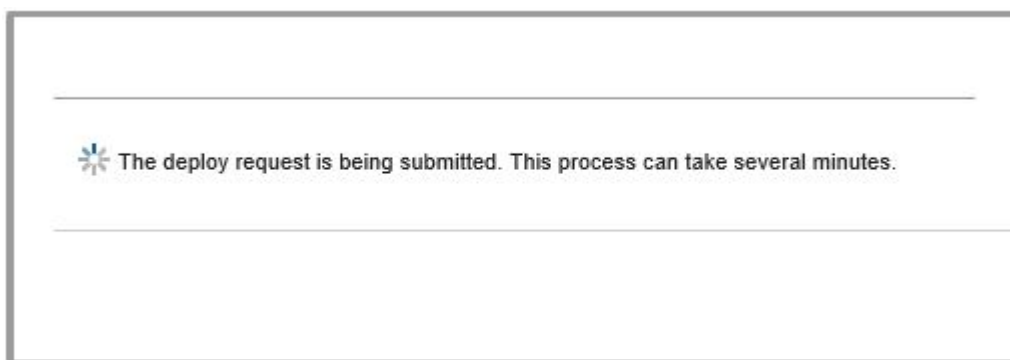 The deploy request is being submitted. This process can take several minutes.